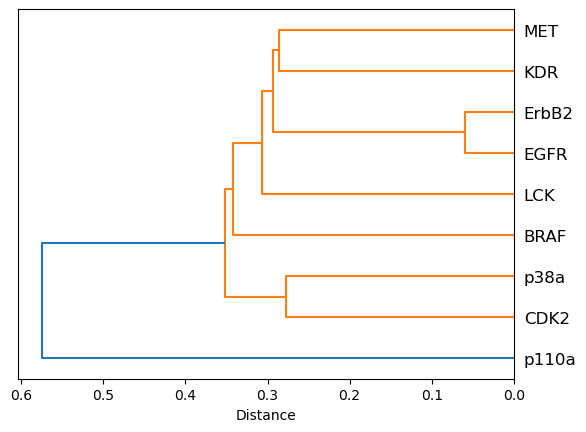 MET
KDR
ErbB2
EGFR
LCK
BRAF
p38a
CDK2
p110a
0.6 0.5 0.4 0.3 0.2 0.1 0.0
Distance